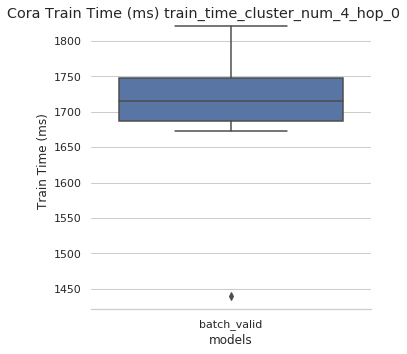 Cora Train Time (ms) train_time_cluster_num_4_hop_0
1800
1750
1700
1650
1600
1550
1500
1450
Train Time (ms)
batch_valid
models